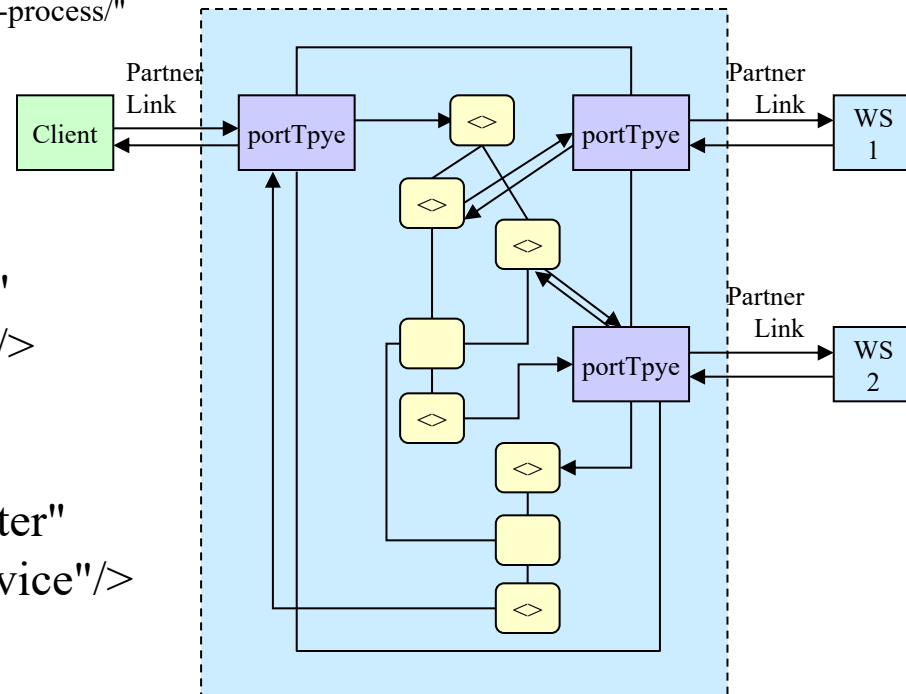 -process/"
Partner
Link
Client
portTpye
<>
portTpye
Partner
Link
WS
1
<>
<>
"
/>
Partner
Link
portTpye
WS
2
<>
<>
ter"
vice"/>
<>